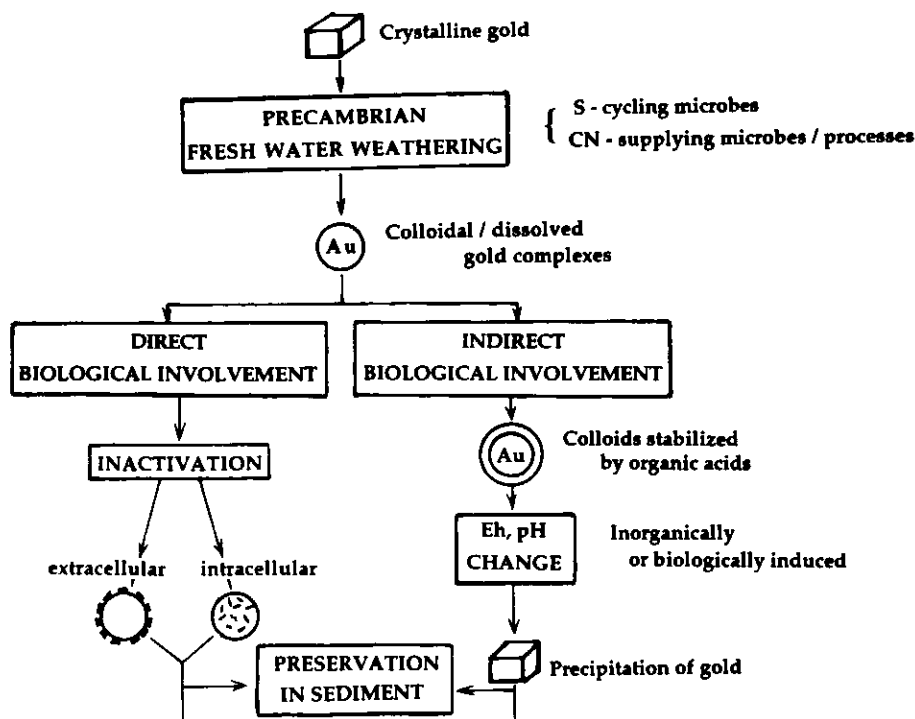 Crystalline gold
PRECAMBRIAN
FRESH WATER WEATHERING
{ S - cycling microbes
CN - supplying microbes / processes
Au
Colloidal / dissolved
gold complexes
DIRECT
BIOLOGICAL INVOLVEMENT
INDIRECT
BIOLOGICAL INVOLVEMENT
INACTIVATION
Au
Colloids stabilized
by organic acids
Eh, pH
CHANGE
Inorganically
or biologically induced
extracellular
intracellular
PRESERVATION
IN SEDIMENT
Precipitation of gold